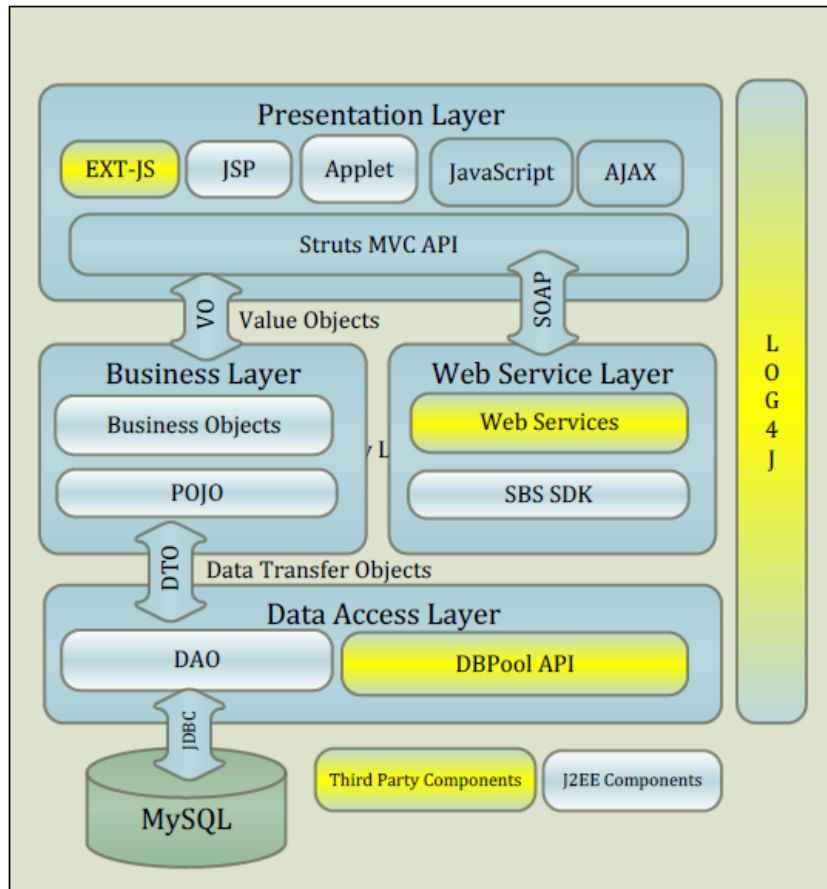 Presentation Layer
EXT-JS
JSP
Applet
JavaScript
AJAX
Struts MVC API
VO
Value Objects
SOAP
Business Layer
Business Objects
POJO
Web Service Layer
Web Services
SBS SDK
DTO
Data Transfer Objects
Data Access Layer
DAO
DBPool API
JDBC
MySQL
Third Party Components
J2EE Components
L
O
G
4
J